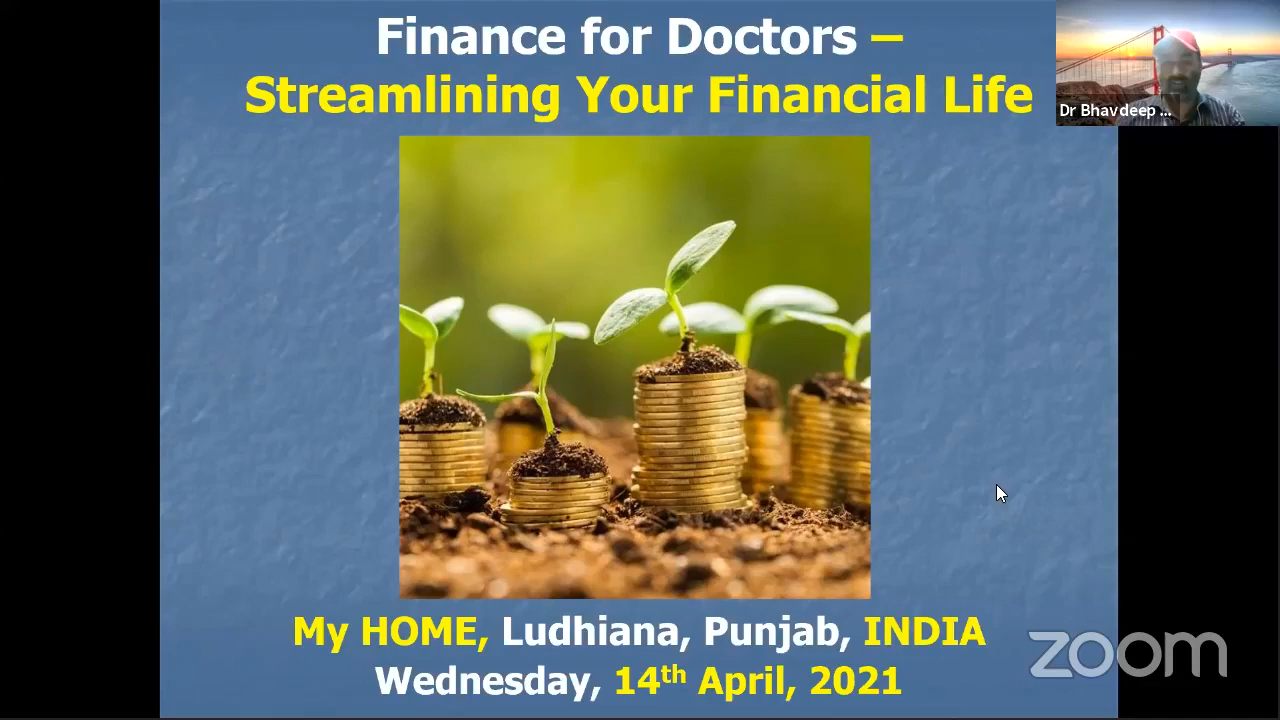 Finance for Doctors –
Streamlining Your Financial Life
Dr Bhavdeep ...
My HOME, Ludhiana, Punjab, INDIA
Wednesday, 14th April, 2021
zoom